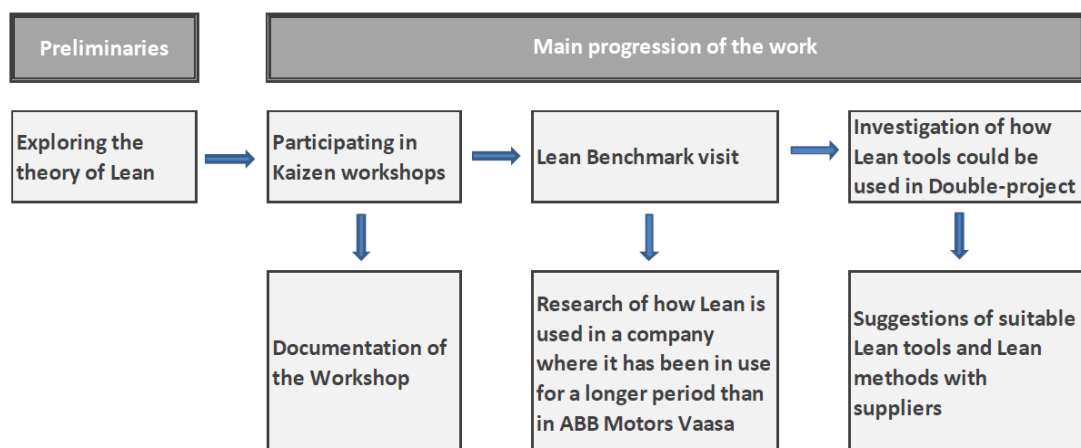 Preliminaries
Main progression of the work
Exploring the
theory of Lean
Participating in
Kaizen workshops
Lean Benchmark visit
Investigation of how
Lean tools could be
used in Double-project
Documentation of
the Workshop
Research of how Lean is
used in a company
where it has been in use
for a longer period than
in ABB Motors Vaasa
Suggestions of suitable
Lean tools and Lean
methods with
suppliers